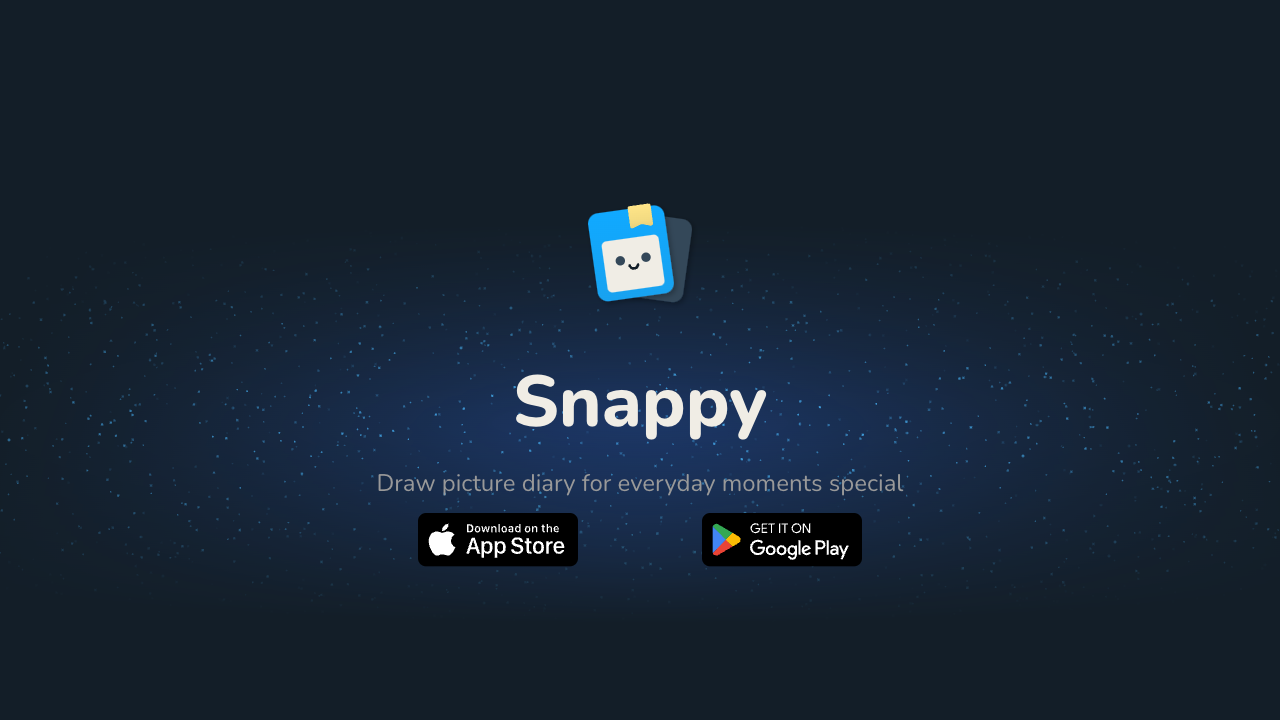 Snappy
Draw picture diary for everyday moments special
Download on the
App Store
GET IT ON
Google Play